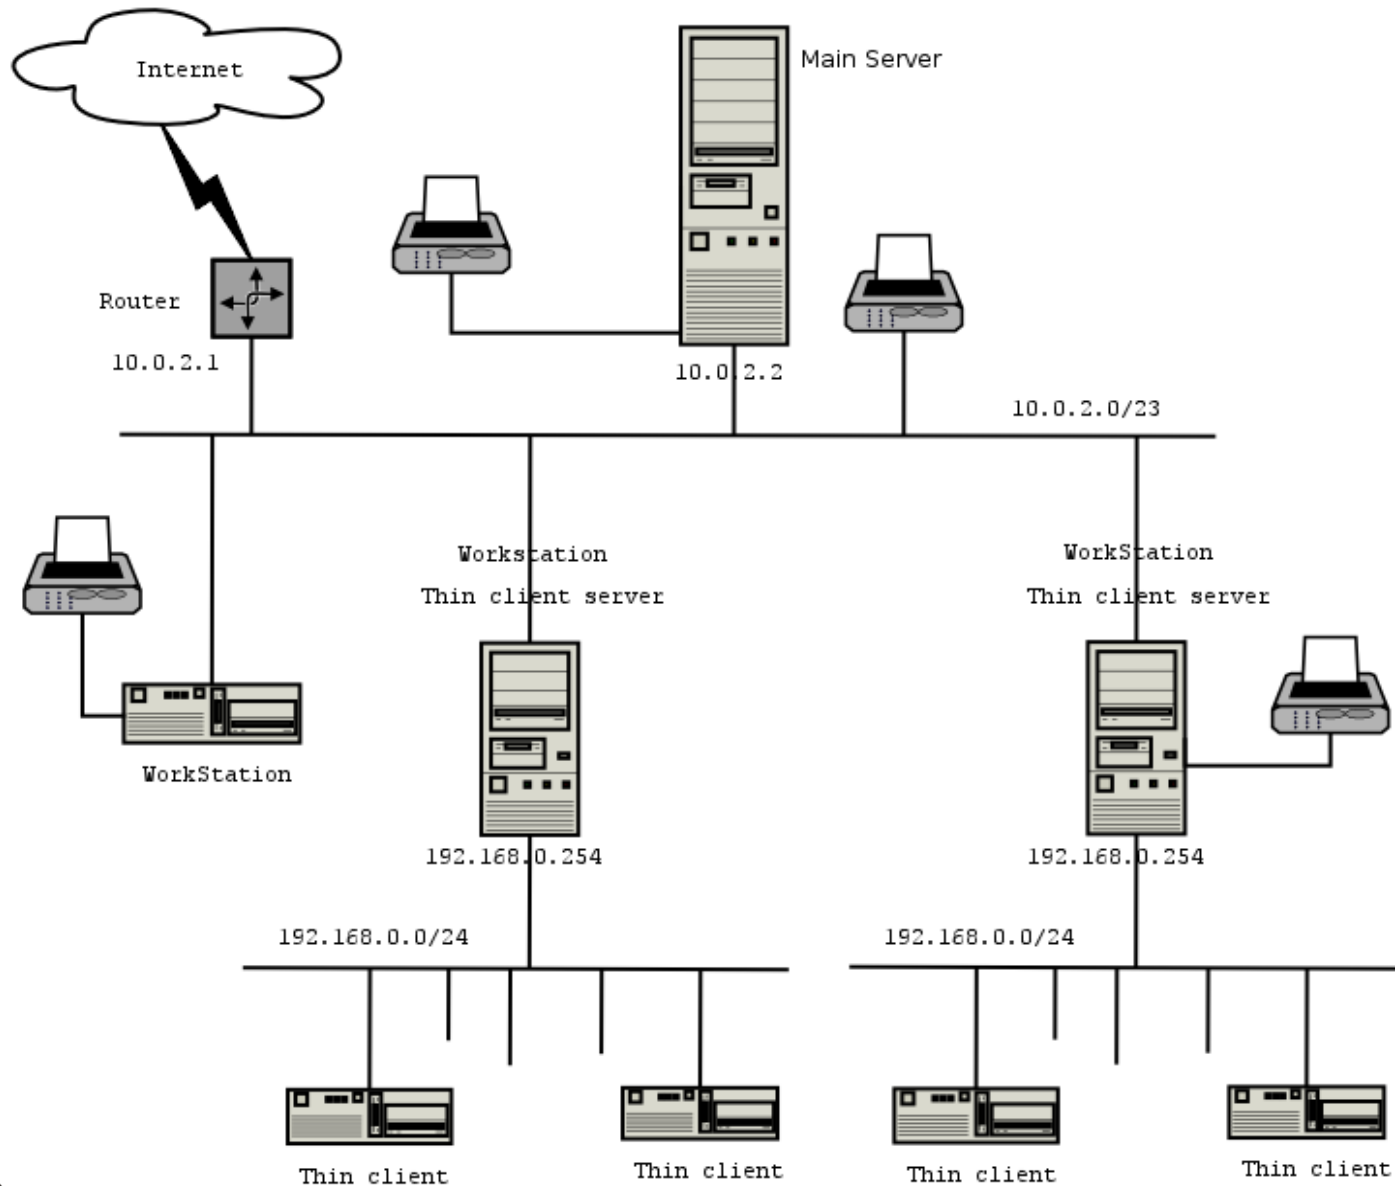 Internet
Main Server
Router
10.0.2.1
10.0.2.2
10.0.2.0/23
Workstation
Thin client server
WorkStation
Thin client server
WorkStation
192.168.0.254
192.168.0.254
192.168.0.0/24
192.168.0.0/24
Thin client
Thin client
Thin client
Thin client